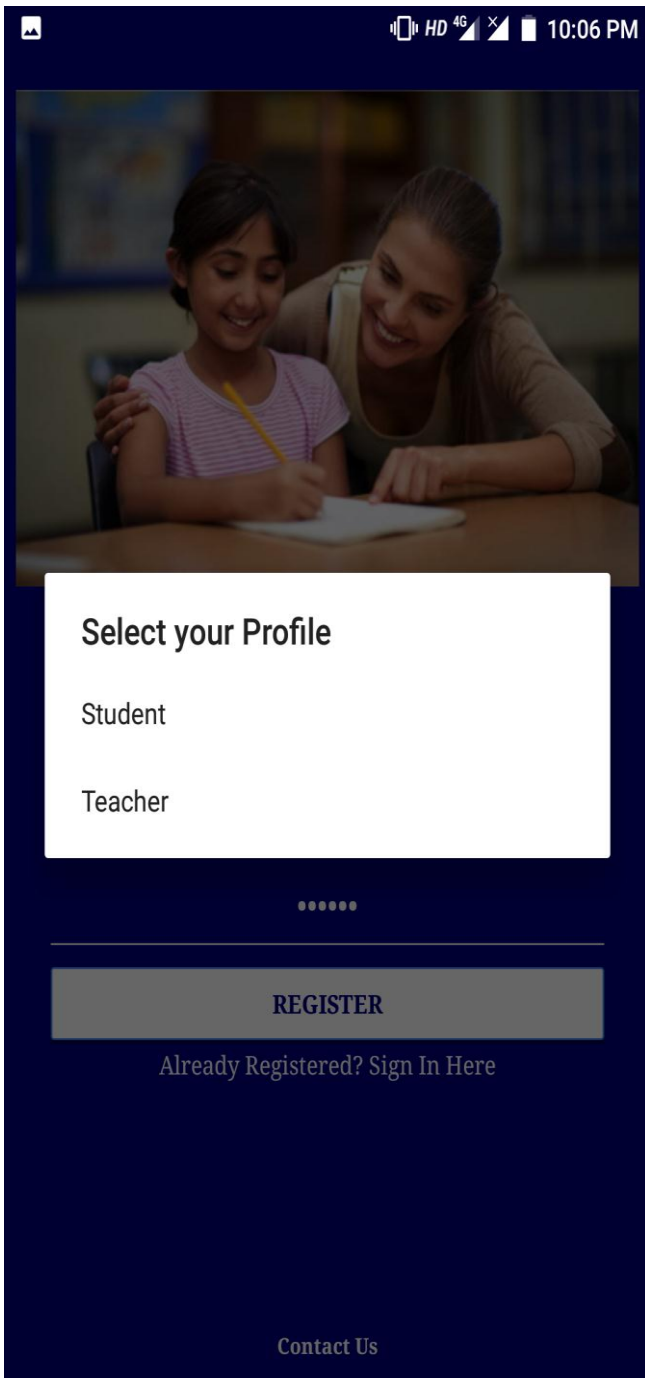 HD 4G 10:06 PM
Select your Profile
Student
Teacher
••••••
REGISTER
Already Registered? Sign In Here
Contact Us